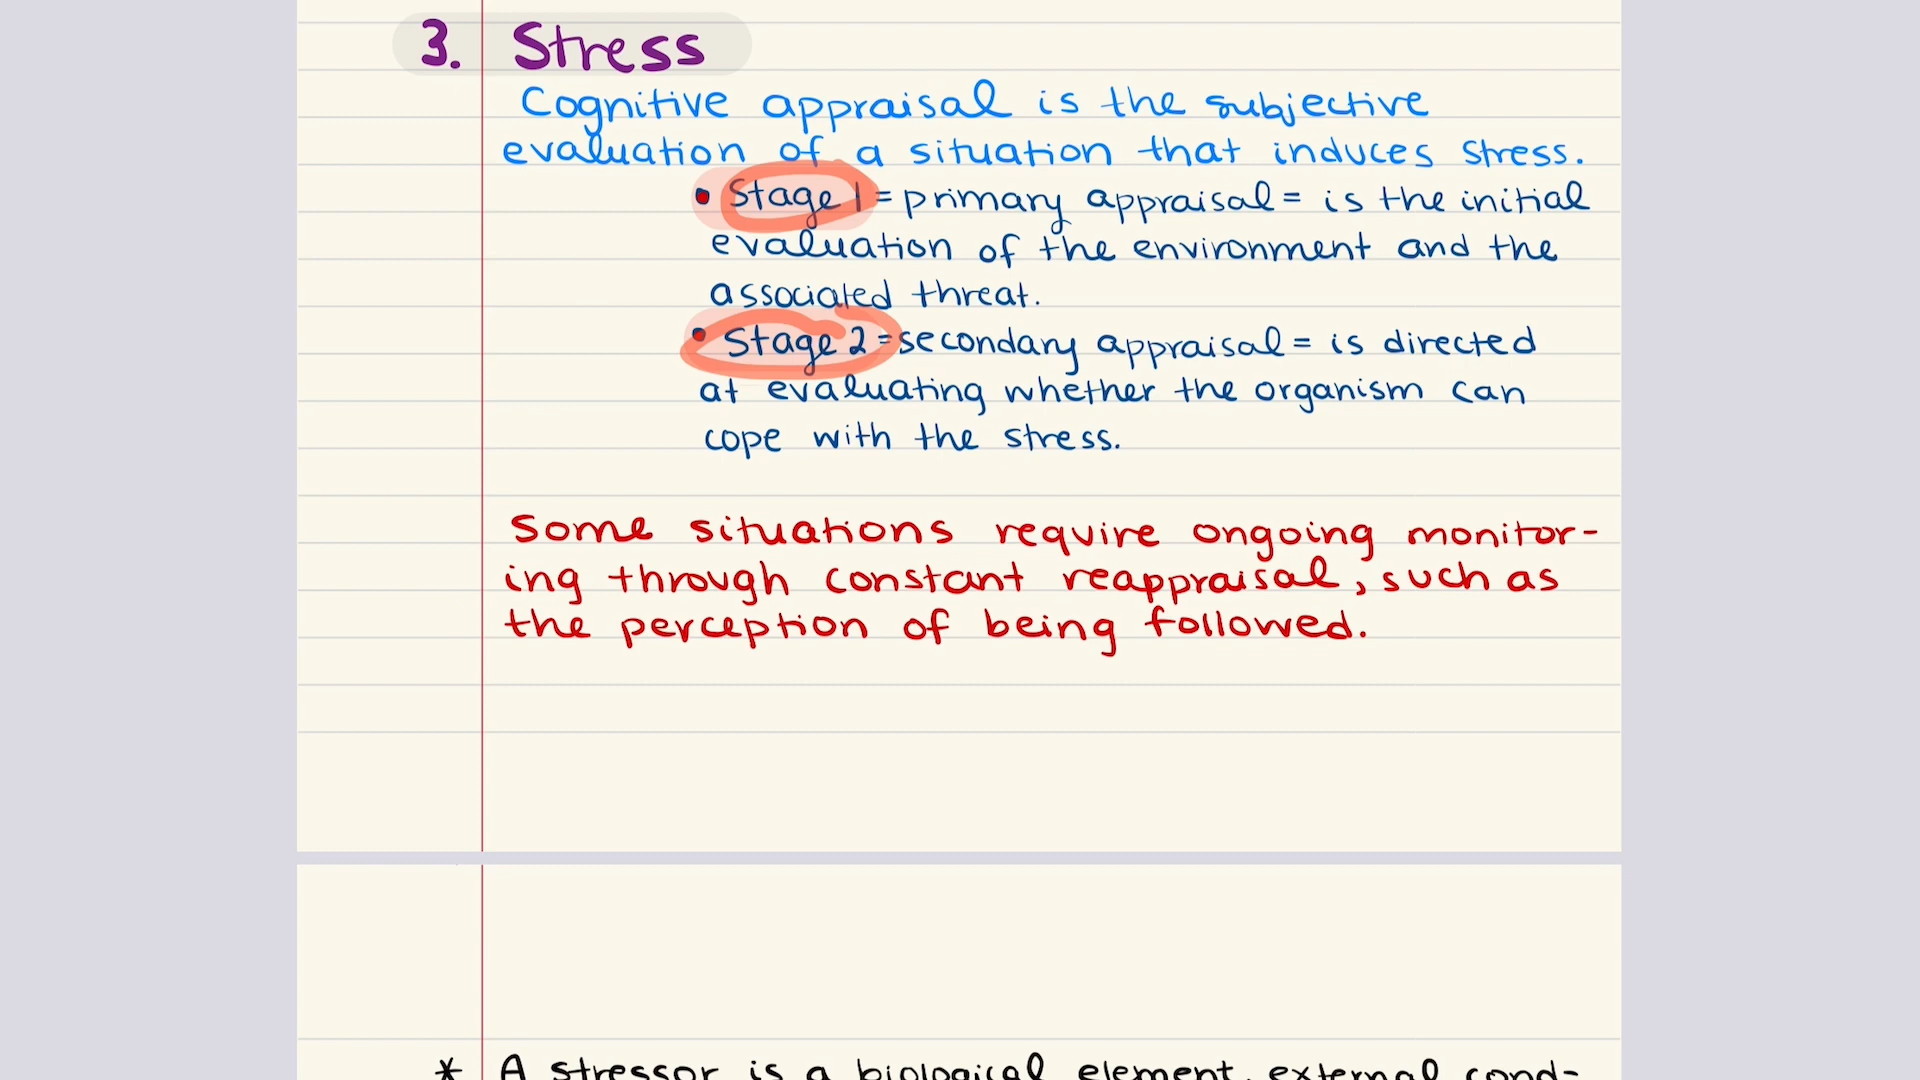 3. Stress
Cognitive appraisal is the subjective
evaluation of a situation that induces stress.
• Stage 1 = primary appraisal = is the initial
evaluation of the environment and the
associated threat.
• Stage 2 = secondary appraisal = is directed
at evaluating whether the organism can
cope with the stress.
Some situations require ongoing monitor-
ing through constant reappraisal, such as
the perception of being followed.
* A stressor is a biological element, external cond-